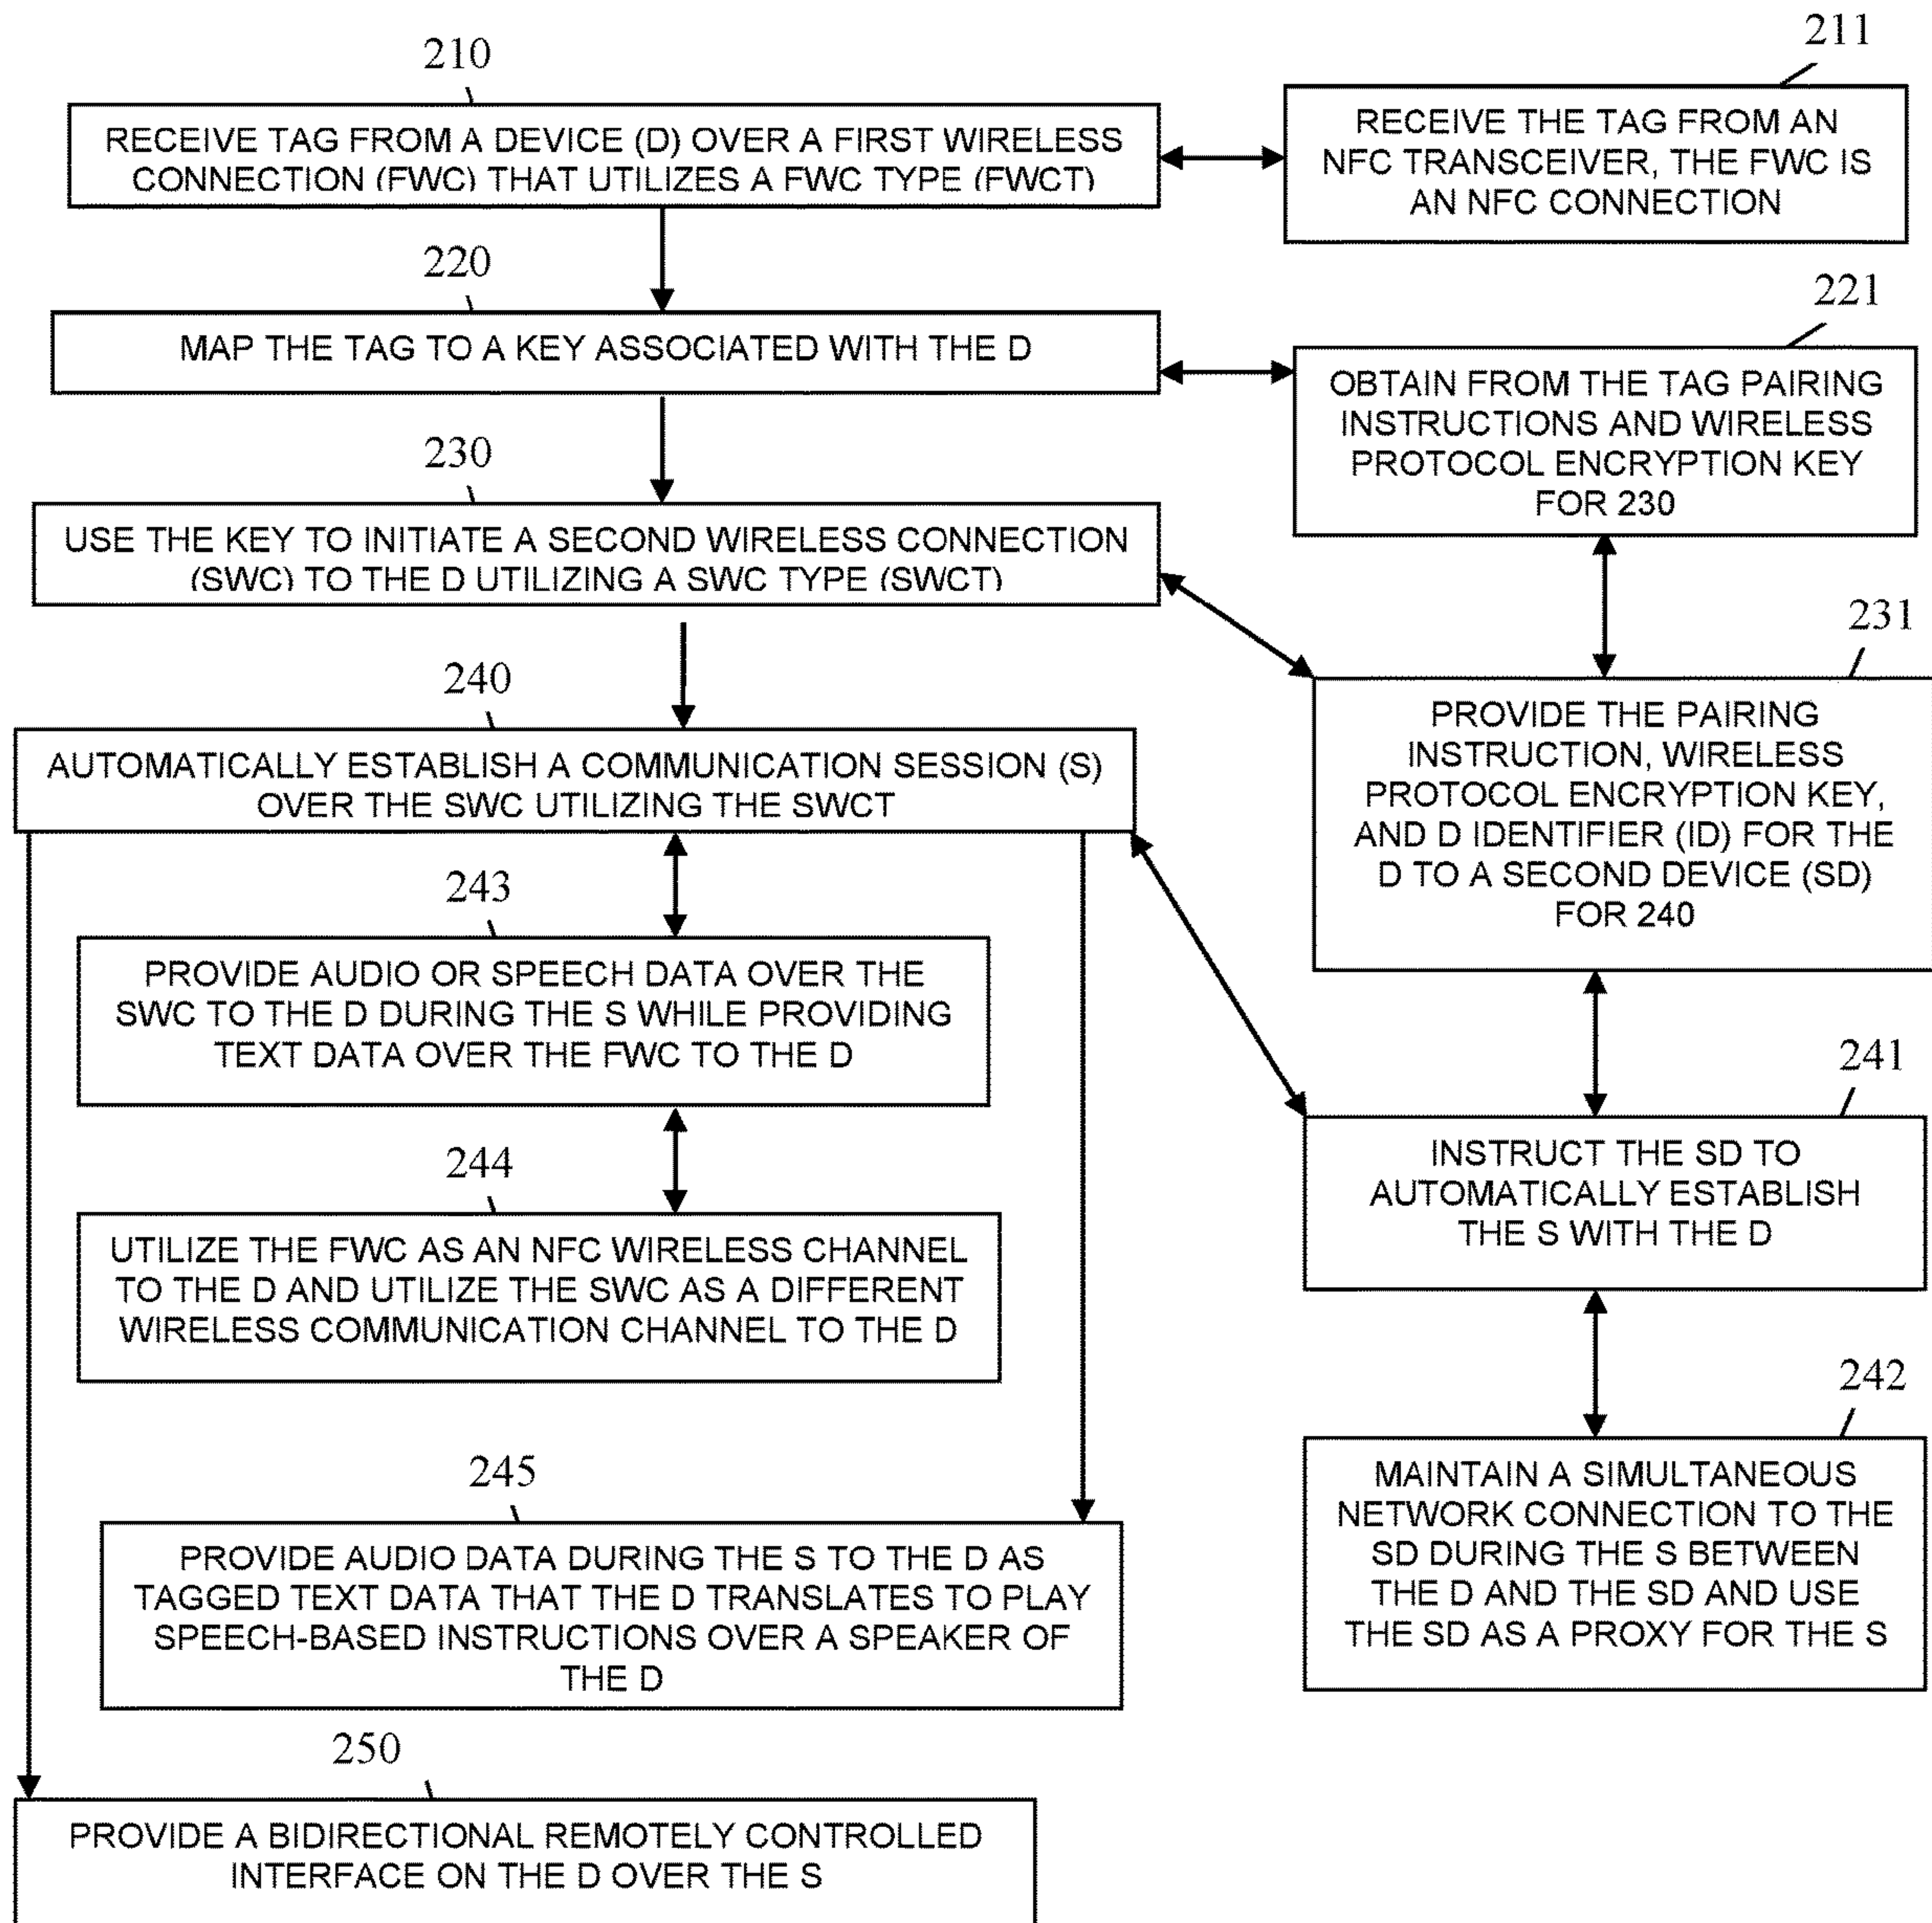 210
RECEIVE TAG FROM A DEVICE (D) OVER A FIRST WIRELESS
CONNECTION (FWC) THAT UTILIZES A FWC TYPE (FWCT)
211
RECEIVE THE TAG FROM AN
NFC TRANSCEIVER, THE FWC IS
AN NFC CONNECTION
220
MAP THE TAG TO A KEY ASSOCIATED WITH THE D
221
OBTAIN FROM THE TAG PAIRING
INSTRUCTIONS AND WIRELESS
PROTOCOL ENCRYPTION KEY
FOR 230
230
USE THE KEY TO INITIATE A SECOND WIRELESS CONNECTION
(SWC) TO THE D UTILIZING A SWC TYPE (SWCT)
231
PROVIDE THE PAIRING
INSTRUCTION, WIRELESS
PROTOCOL ENCRYPTION KEY,
AND D IDENTIFIER (ID) FOR THE
D TO A SECOND DEVICE (SD)
FOR 240
240
AUTOMATICALLY ESTABLISH A COMMUNICATION SESSION (S)
OVER THE SWC UTILIZING THE SWCT
243
PROVIDE AUDIO OR SPEECH DATA OVER THE
SWC TO THE D DURING THE S WHILE PROVIDING
TEXT DATA OVER THE FWC TO THE D
241
INSTRUCT THE SD TO
AUTOMATICALLY ESTABLISH
THE S WITH THE D
244
UTILIZE THE FWC AS AN NFC WIRELESS CHANNEL
TO THE D AND UTILIZE THE SWC AS A DIFFERENT
WIRELESS COMMUNICATION CHANNEL TO THE D
242
MAINTAIN A SIMULTANEOUS
NETWORK CONNECTION TO THE
SD DURING THE S BETWEEN
THE D AND THE SD AND USE
THE SD AS A PROXY FOR THE S
245
PROVIDE AUDIO DATA DURING THE S TO THE D AS
TAGGED TEXT DATA THAT THE D TRANSLATES TO PLAY
SPEECH-BASED INSTRUCTIONS OVER A SPEAKER OF
THE D
250
PROVIDE A BIDIRECTIONAL REMOTELY CONTROLLED
INTERFACE ON THE D OVER THE S